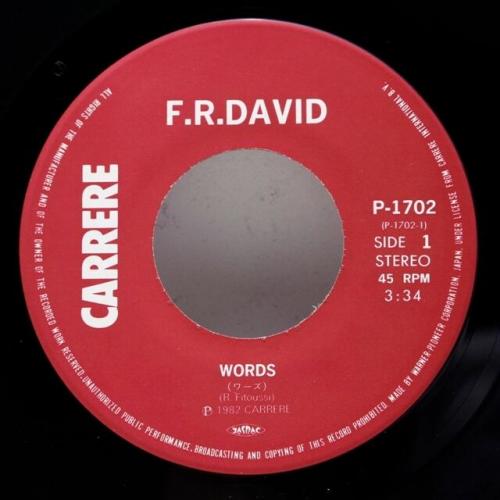 F.R.DAVID
CARRERE
P-1702
(P-1702-1)
SIDE 1
STEREO
45 RPM
3:34
WORDS
(ワーズ)
(R. Fitoussi)
Ⓟ 1982 CARRERE
JASRAC
ALL RIGHTS OF THE MANUFACTURER AND OF THE OWNER OF THE RECORDED WORK RESERVED. UNAUTHORIZED PUBLIC PERFORMANCE, BROADCASTING AND COPYING OF THIS RECORD PROHIBITED. MADE BY WARNER-PIONEER CORPORATION, JAPAN, UNDER LICENSE FROM CARRERE INTERNATIONAL B.V.